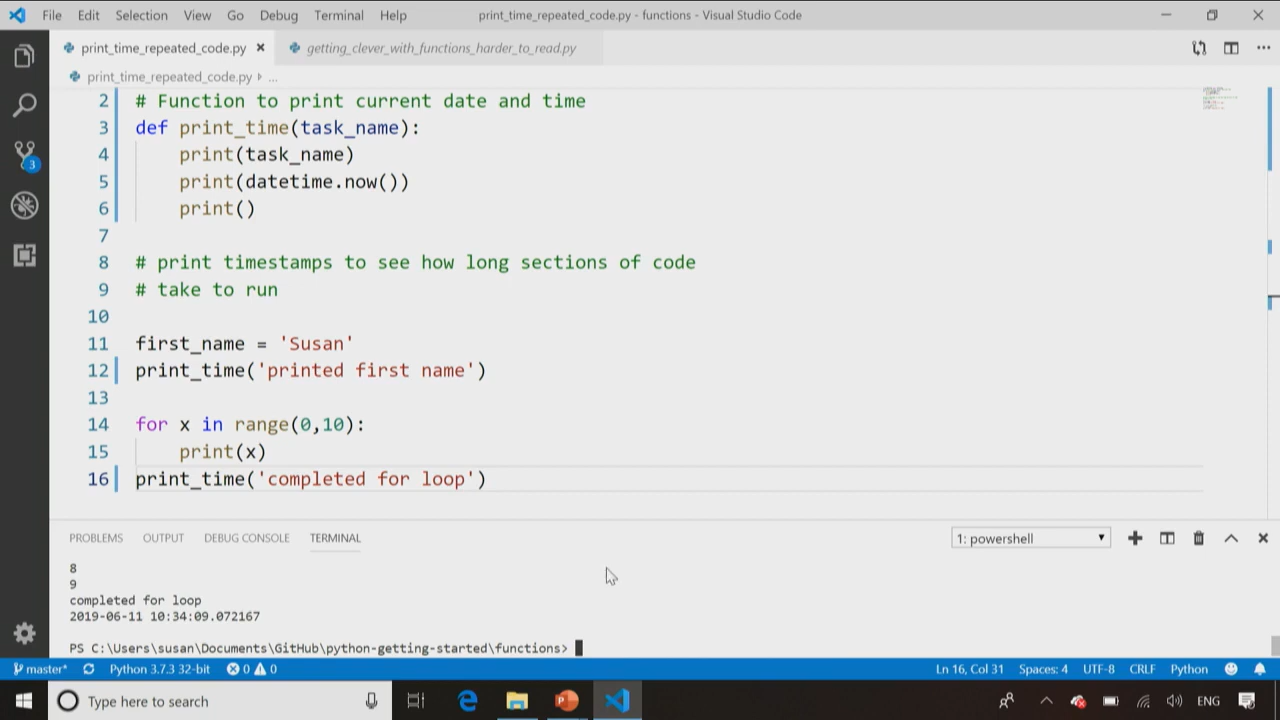 File Edit Selection View Go Debug Terminal Help print_time_repeated_code.py - functions - Visual Studio Code
print_time_repeated_code.py getting_clever_with_functions_harder_to_read.py
print_time_repeated_code.py ...
2 # Function to print current date and time
3 def print_time(task_name):
4 print(task_name)
5 print(datetime.now())
6 print()
7
8 # print timestamps to see how long sections of code
9 # take to run
10
11 first_name = 'Susan'
12 print_time('printed first name')
13
14 for x in range(0,10):
15 print(x)
16 print_time('completed for loop')
3
PROBLEMS OUTPUT DEBUG CONSOLE TERMINAL 1: powershell
8
9
completed for loop
2019-06-11 10:34:09.072167
PS C:\Users\susan\Documents\GitHub\python-getting-started\functions>
master* Python 3.7.3 32-bit 0 0 Ln 16, Col 31 Spaces: 4 UTF-8 CRLF Python
Type here to search ENG